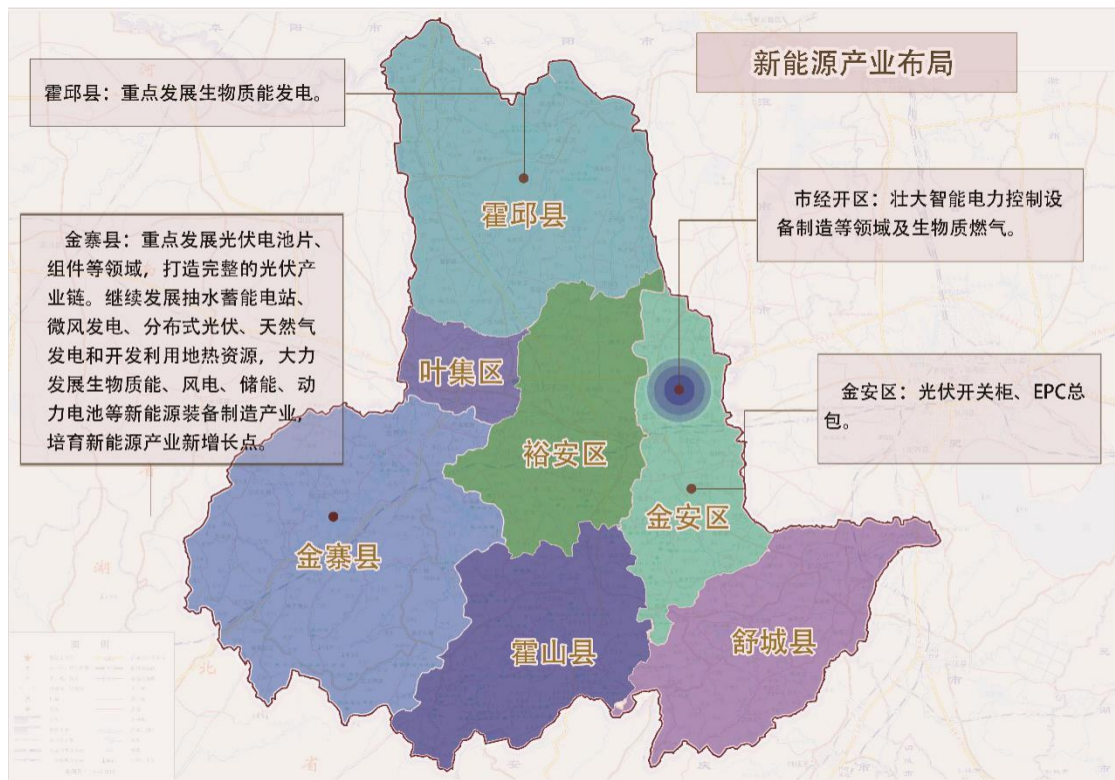 新能源产业布局
霍邱县：重点发展生物质能发电。
霍邱县
市经开区：壮大智能电力控制设
备制造等领域及生物质燃气。
金寨县：重点发展光伏电池片、
组件等领域，打造完整的光伏产
业链。继续发展抽水蓄能电站、
微风发电、分布式光伏、天然气
发电和开发利用地热资源，大力
发展生物质能、风电、储能、动
力电池等新能源装备制造产业，
培育新能源产业新增长点。
叶集区
金安区：光伏开关柜、EPC总
包。
裕安区
金安区
金寨县
霍山县
舒城县
湖
北
省
安
庆
市